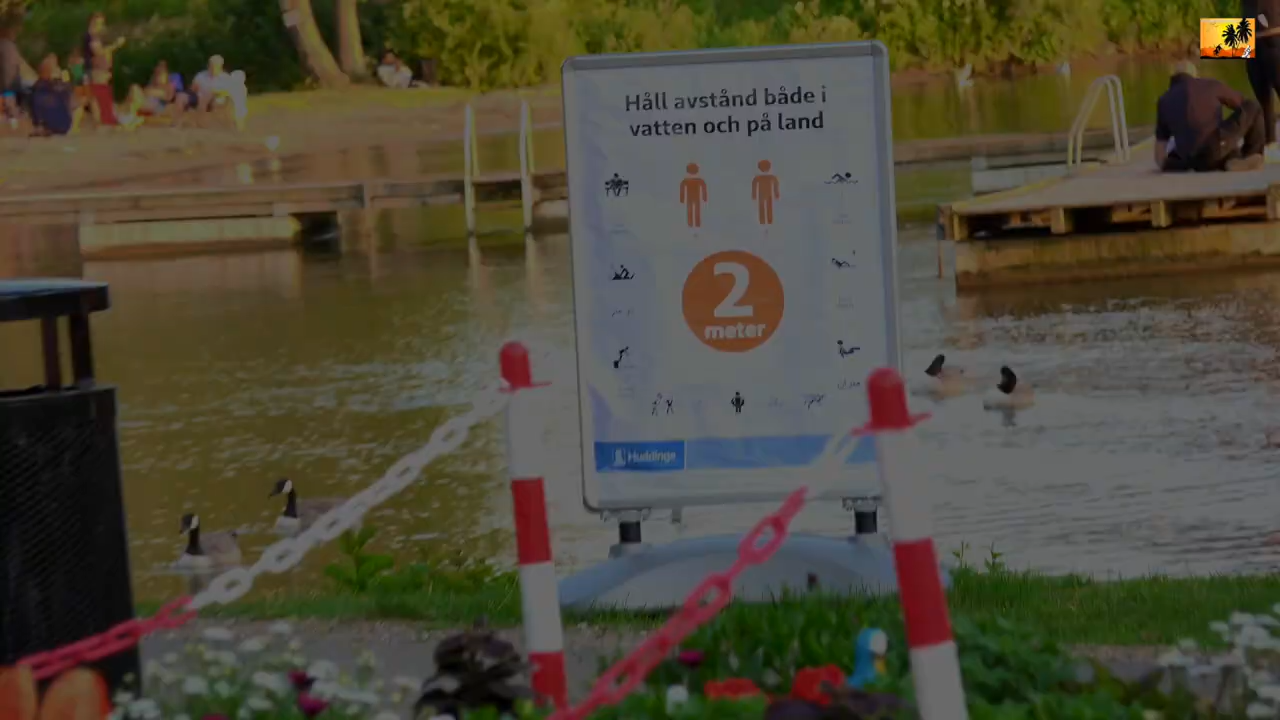 Håll avstånd både i
vatten och på land
2
meter
Huddinge